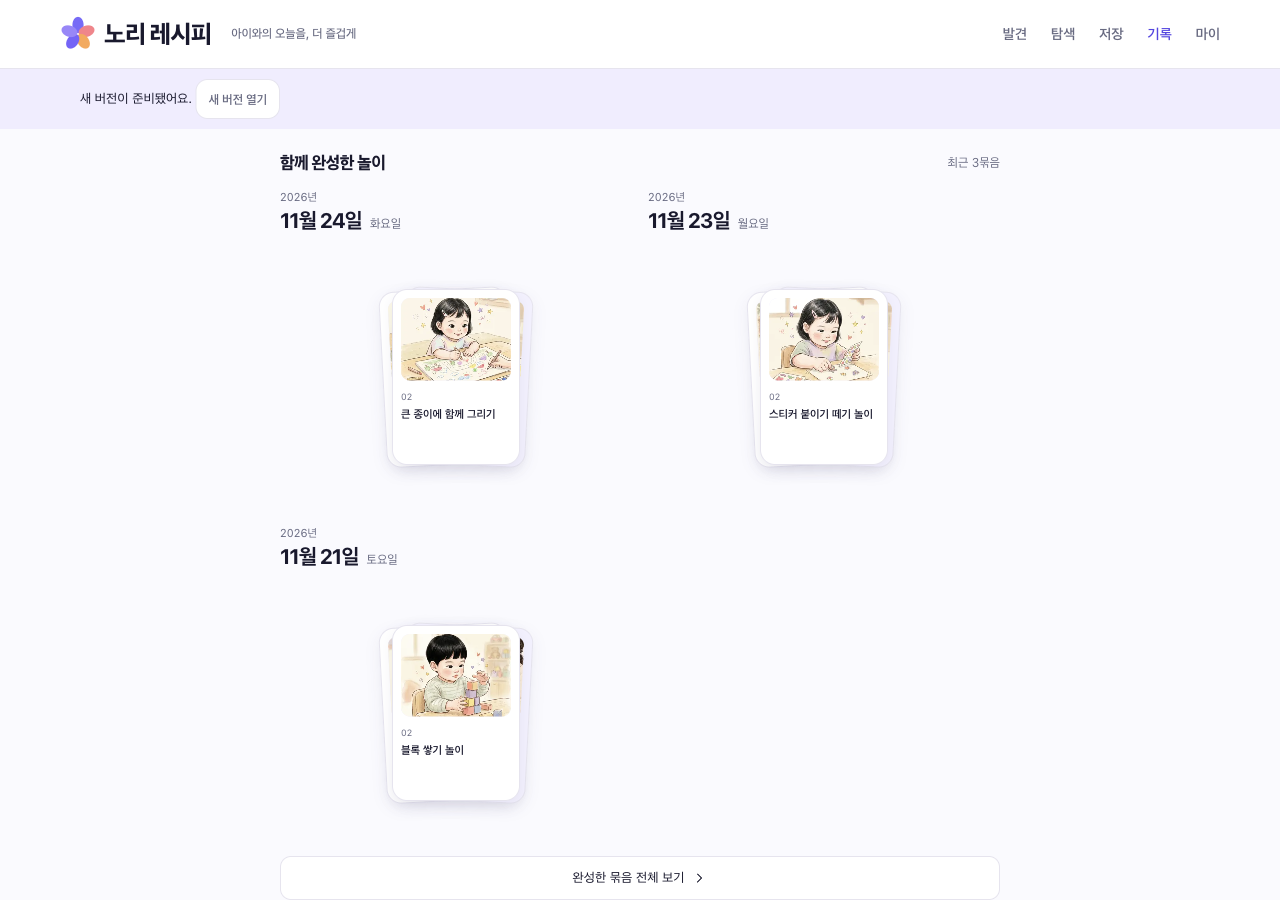 노리 레시피
아이와의 오늘을, 더 즐겁게
발견
탐색
저장
기록
마이
새 버전이 준비됐어요.
새 버전 열기
함께 완성한 놀이
최근 3묶음
2026년
11월 24일 화요일
2026년
11월 23일 월요일
02
큰 종이에 함께 그리기
02
스티커 붙이기 떼기 놀이
2026년
11월 21일 토요일
02
블록 쌓기 놀이
완성한 묶음 전체 보기